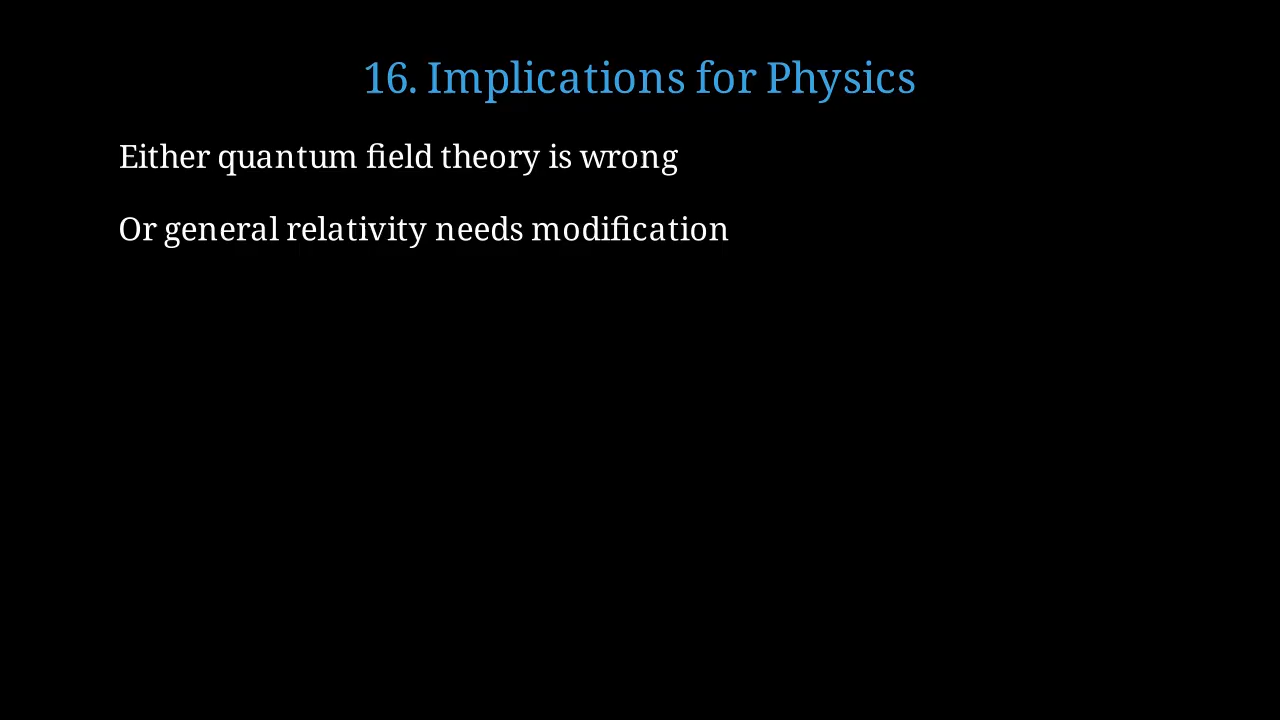 16. Implications for Physics
Either quantum field theory is wrong
Or general relativity needs modification